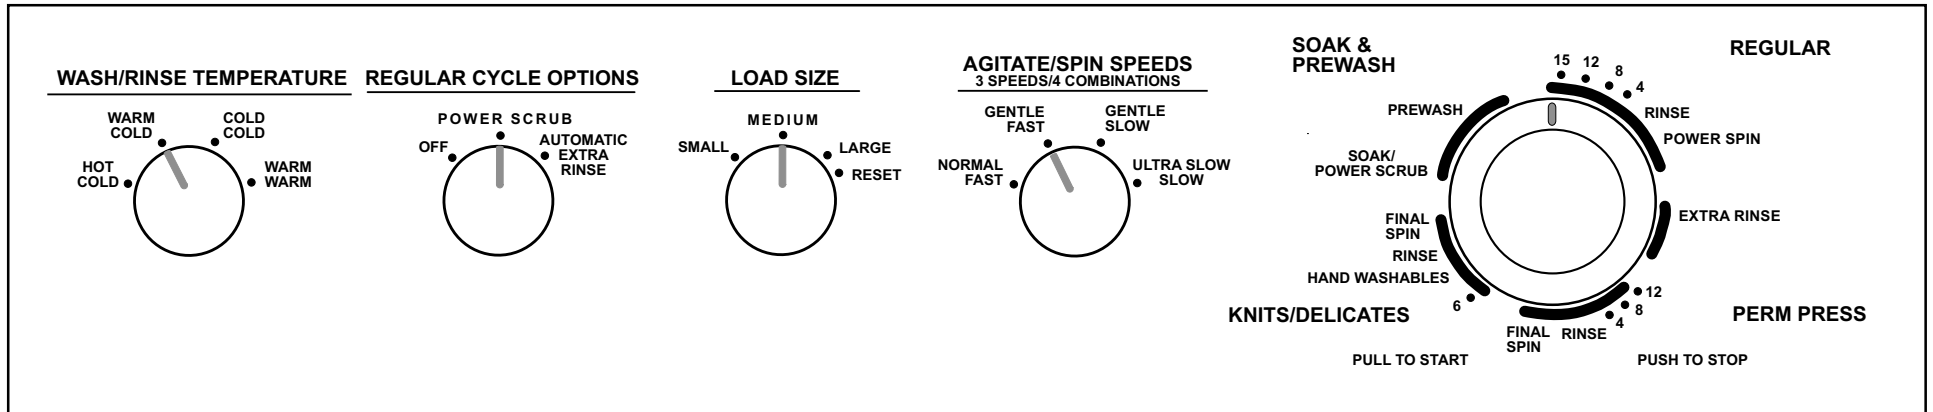 WASH/RINSE TEMPERATURE
WARM
COLD
COLD
COLD
HOT
COLD
WARM
WARM
REGULAR CYCLE OPTIONS
POWER SCRUB
OFF
AUTOMATIC
EXTRA
RINSE
LOAD SIZE
MEDIUM
SMALL
LARGE
RESET
AGITATE/SPIN SPEEDS
3 SPEEDS/4 COMBINATIONS
GENTLE
FAST
GENTLE
SLOW
NORMAL
FAST
ULTRA SLOW
SLOW
SOAK &
PREWASH
REGULAR
15
12
8
4
RINSE
POWER SPIN
PREWASH
SOAK/
POWER SCRUB
EXTRA RINSE
FINAL
SPIN
RINSE
HAND WASHABLES
6
KNITS/DELICATES
12
8
4
PERM PRESS
FINAL
SPIN
RINSE
PULL TO START
PUSH TO STOP